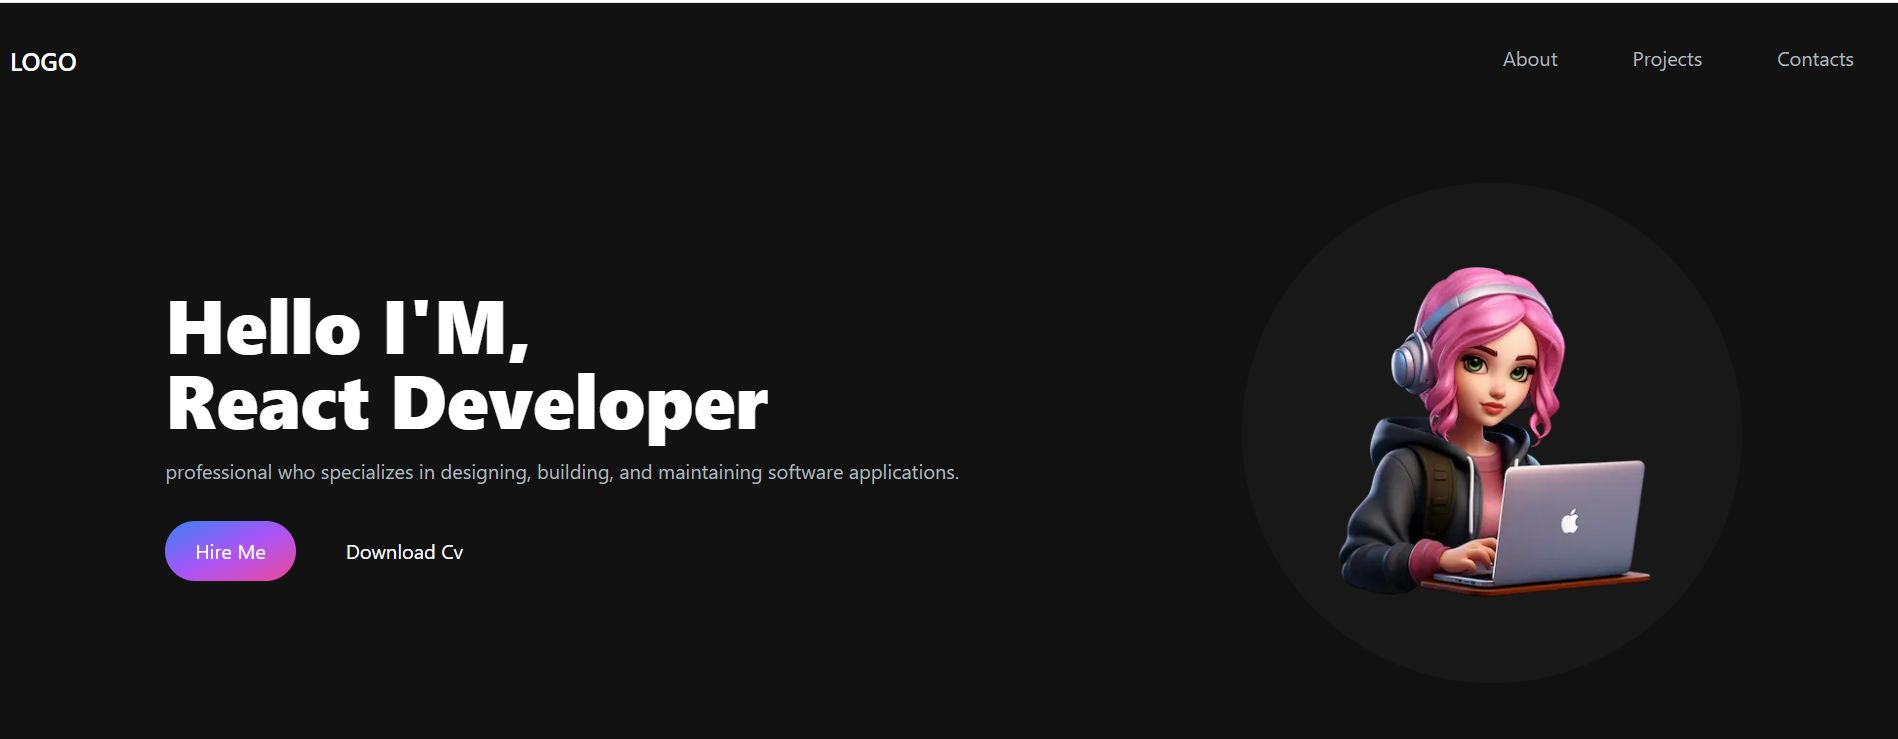 LOGO
About Projects Contacts
Hello I'M,
React Developer
professional who specializes in designing, building, and maintaining software applications.
Hire Me Download Cv